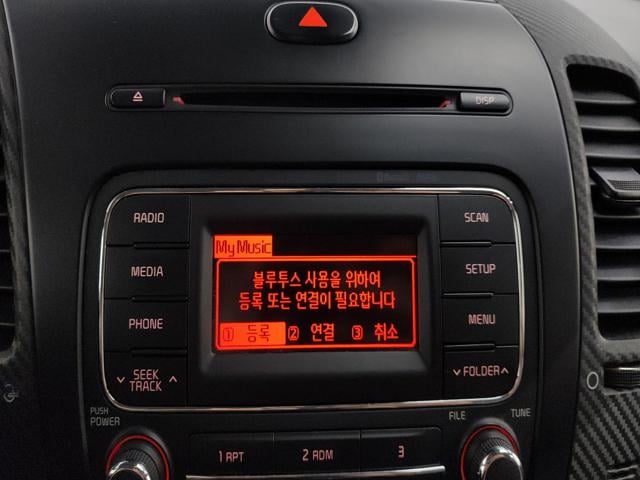 DISP
RADIO
SCAN
My Music
MEDIA
블루투스 사용을 위하여
SETUP
등록 또는 연결이 필요합니다
PHONE
MENU
1 등록 2 연결 3 취소
SEEK
TRACK
FOLDER
PUSH
POWER
FILE
TUNE
1 RPT
2 RDM
3